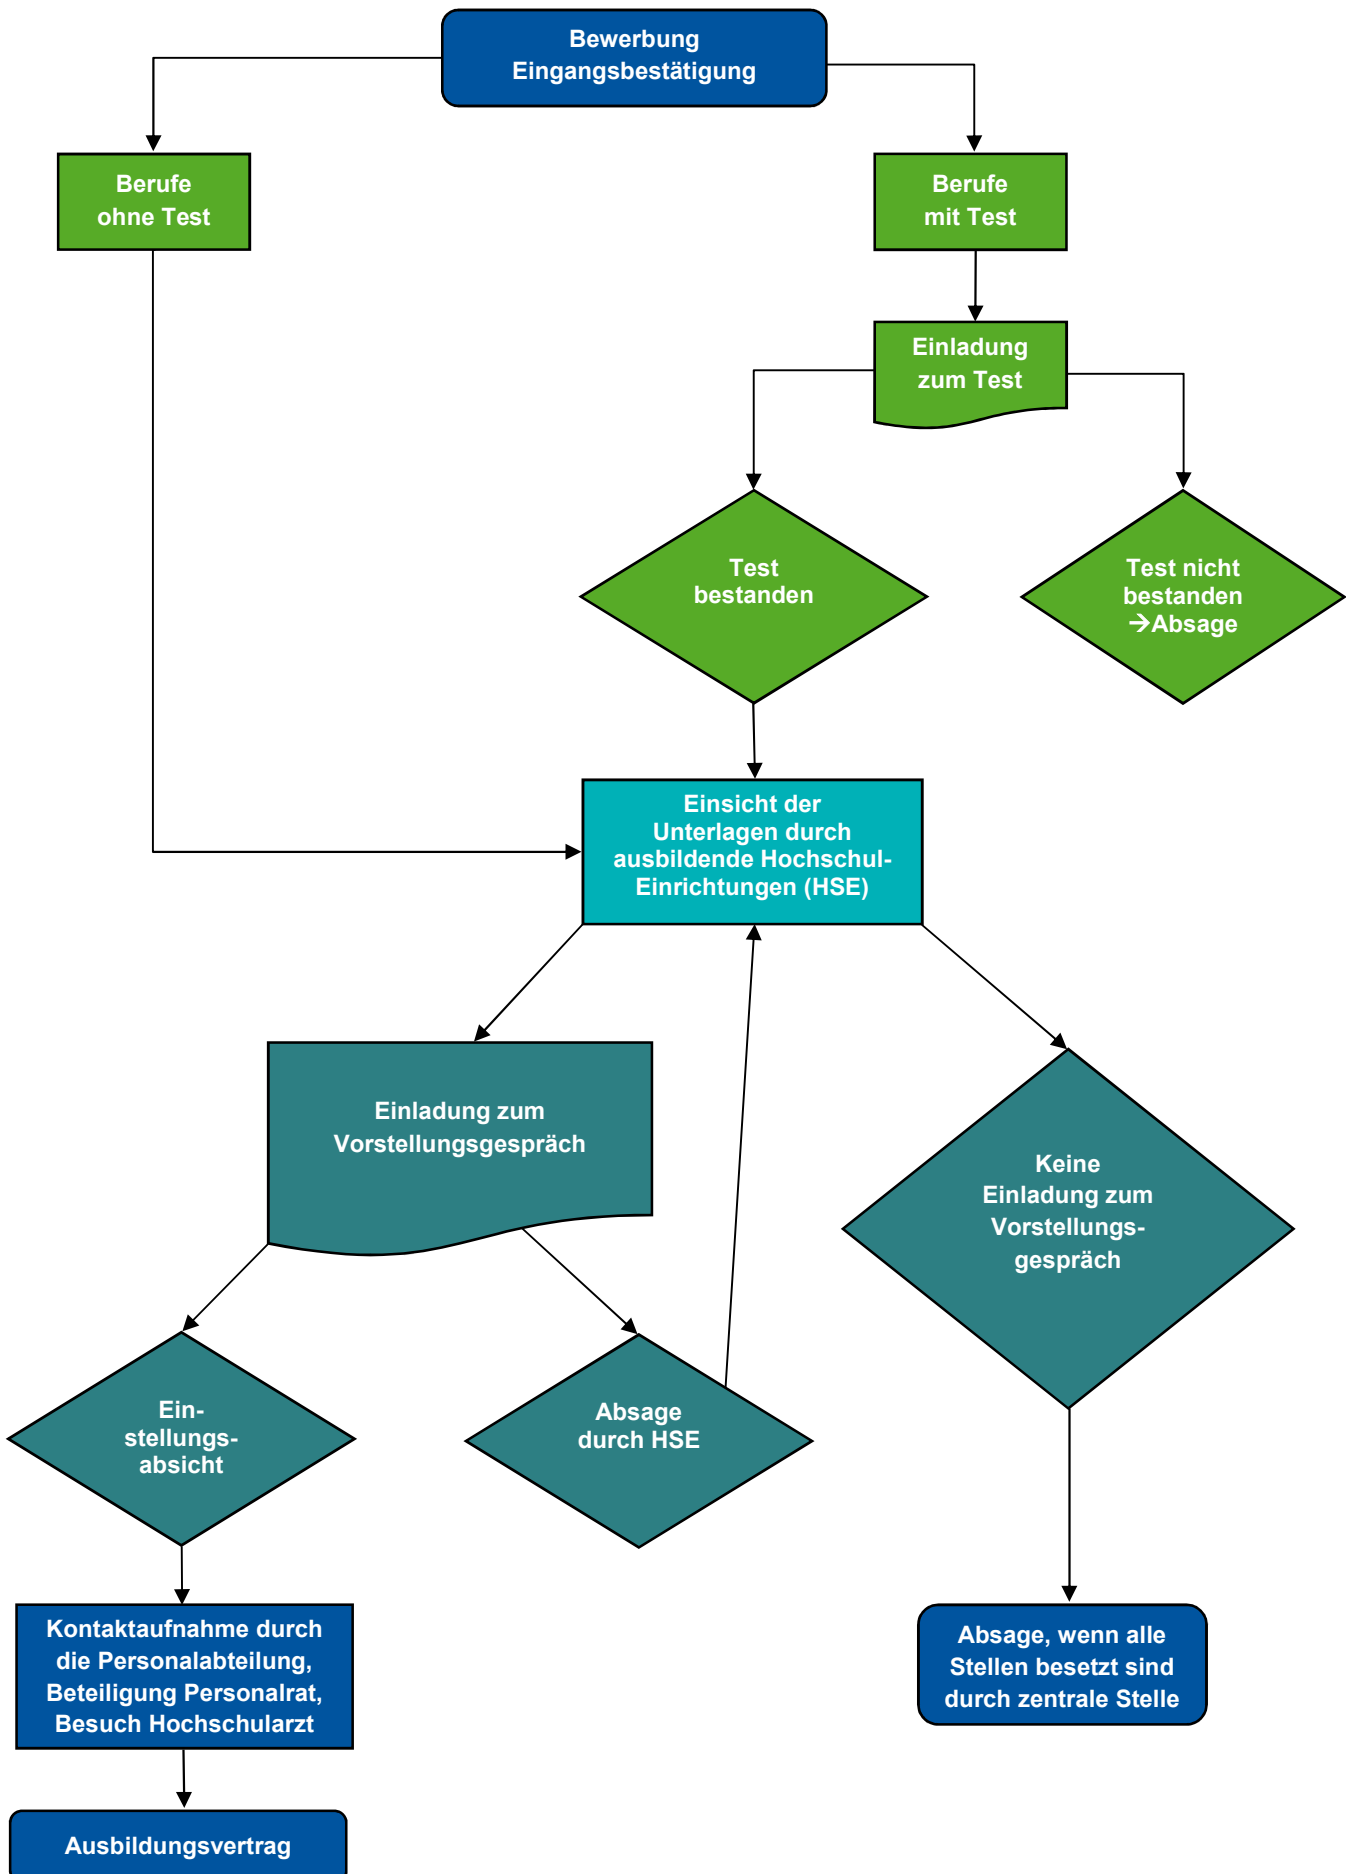 Bewerbung
Eingangsbestätigung
Berufe
ohne Test
Berufe
mit Test
Einladung
zum Test
Test
bestanden
Test nicht
bestanden
→Absage
Einsicht der
Unterlagen durch
ausbildende Hochschul-
Einrichtungen (HSE)
Einladung zum
Vorstellungsgespräch
Keine
Einladung zum
Vorstellungs-
gespräch
Ein-
stellungs-
absicht
Absage
durch HSE
Kontaktaufnahme durch
die Personalabteilung,
Beteiligung Personalrat,
Besuch Hochschularzt
Absage, wenn alle
Stellen besetzt sind
durch zentrale Stelle
Ausbildungsvertrag